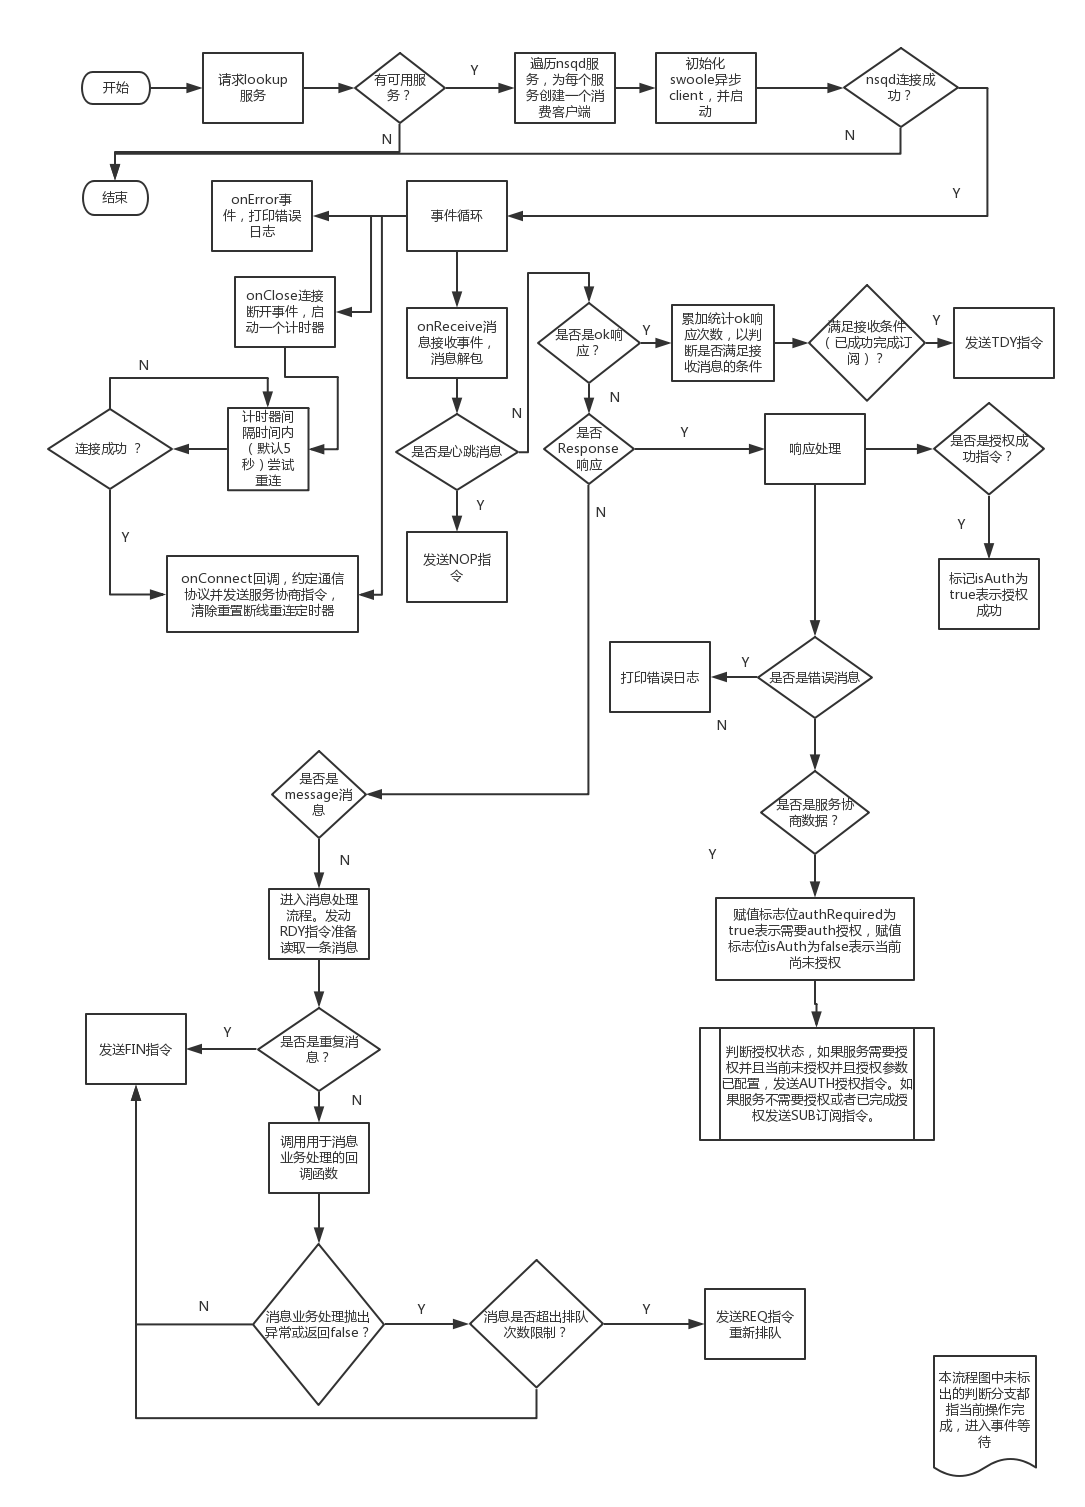 开始
请求lookup
服务
有可用服
务？
Y
遍历nsqd服
务，为每个服
务创建一个消
费客户端
初始化
swoole异步
client，并启
动
nsqd连接成
功？
N
N
Y
结束
onError事
件，打印错误
日志
事件循环
onClose连接
断开事件，启
动一个计时器
onReceive消
息接收事件，
消息解包
是否是ok响
应？
Y
累加统计ok响
应次数，以判
断是否满足接
收消息的条件
满足接收条件
（已成功完成订
阅）？
Y
发送TDY指令
N
连接成功 ？
计时器间
隔时间内
（默认5
秒）尝试
重连
Y
N
是否是心跳消息
Y
发送NOP指
令
N
是否
Response
响应
Y
响应处理
是否是授权成
功指令？
N
Y
标记isAuth为
true表示授权
成功
onConnect回调，约定通信
协议并发送服务协商指令，
清除重置断线重连定时器
打印错误日志
Y
是否是错误消息
N
是否是服务协
商数据？
Y
是否是
message消
息
N
进入消息处理
流程。发动
RDY指令准备
读取一条消息
赋值标志位authRequired为
true表示需要auth授权，赋值
标志位isAuth为false表示当前
尚未授权
判断授权状态，如果服务需要授
权并且当前未授权并且授权参数
已配置，发送AUTH授权指令。如
果服务不需要授权或者已完成授
权发送SUB订阅指令。
发送FIN指令
Y
是否是重复消
息？
N
调用用于消息
业务处理的回
调函数
N
消息业务处理抛出
异常或返回false？
Y
消息是否超出排队
次数限制？
Y
发送REQ指令
重新排队
本流程图中未标
出的判断分支都
指当前操作完
成，进入事件等
待